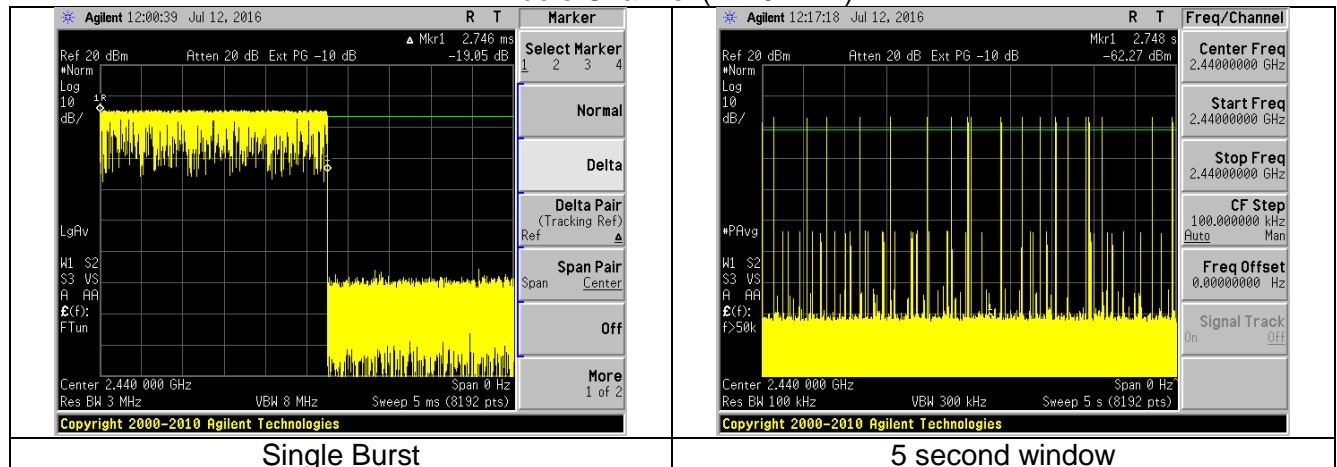 Agilent 12:00:39 Jul 12, 2016 R T
Δ Mkr1 2.746 ms
Ref 20 dBm Atten 20 dB Ext PG -10 dB -19.05 dB
#Norm
Log
10
dB/
1R
1
LgAv
W1 S2
S3 VS
A AA
£(f):
FTun
Center 2.440 000 GHz Span 0 Hz
Res BW 3 MHz VBW 8 MHz Sweep 5 ms (8192 pts)
Copyright 2000-2010 Agilent Technologies
Marker
Select Marker
1 2 3 4
Normal
Delta
Delta Pair
(Tracking Ref)
Ref Δ
Span Pair
Span Center
Off
More
1 of 2
Single Burst
Agilent 12:17:18 Jul 12, 2016 R T
Mkr1 2.748 s
Ref 20 dBm Atten 20 dB Ext PG -10 dB -62.27 dBm
#Norm
Log
10
dB/
1
#PAvg
W1 S2
S3 VS
A AA
£(f):
f>50k
Center 2.440 000 GHz Span 0 Hz^
Res BW 100 kHz VBW 300 kHz Sweep 5 s (8192 pts)
Copyright 2000-2010 Agilent Technologies
Freq/Channel
Center Freq
2.44000000 GHz
Start Freq
2.44000000 GHz
Stop Freq
2.44000000 GHz
CF Step
100.000000 kHz
Auto Man
Freq Offset
0.00000000 Hz
Signal Track
On Off
5 second window